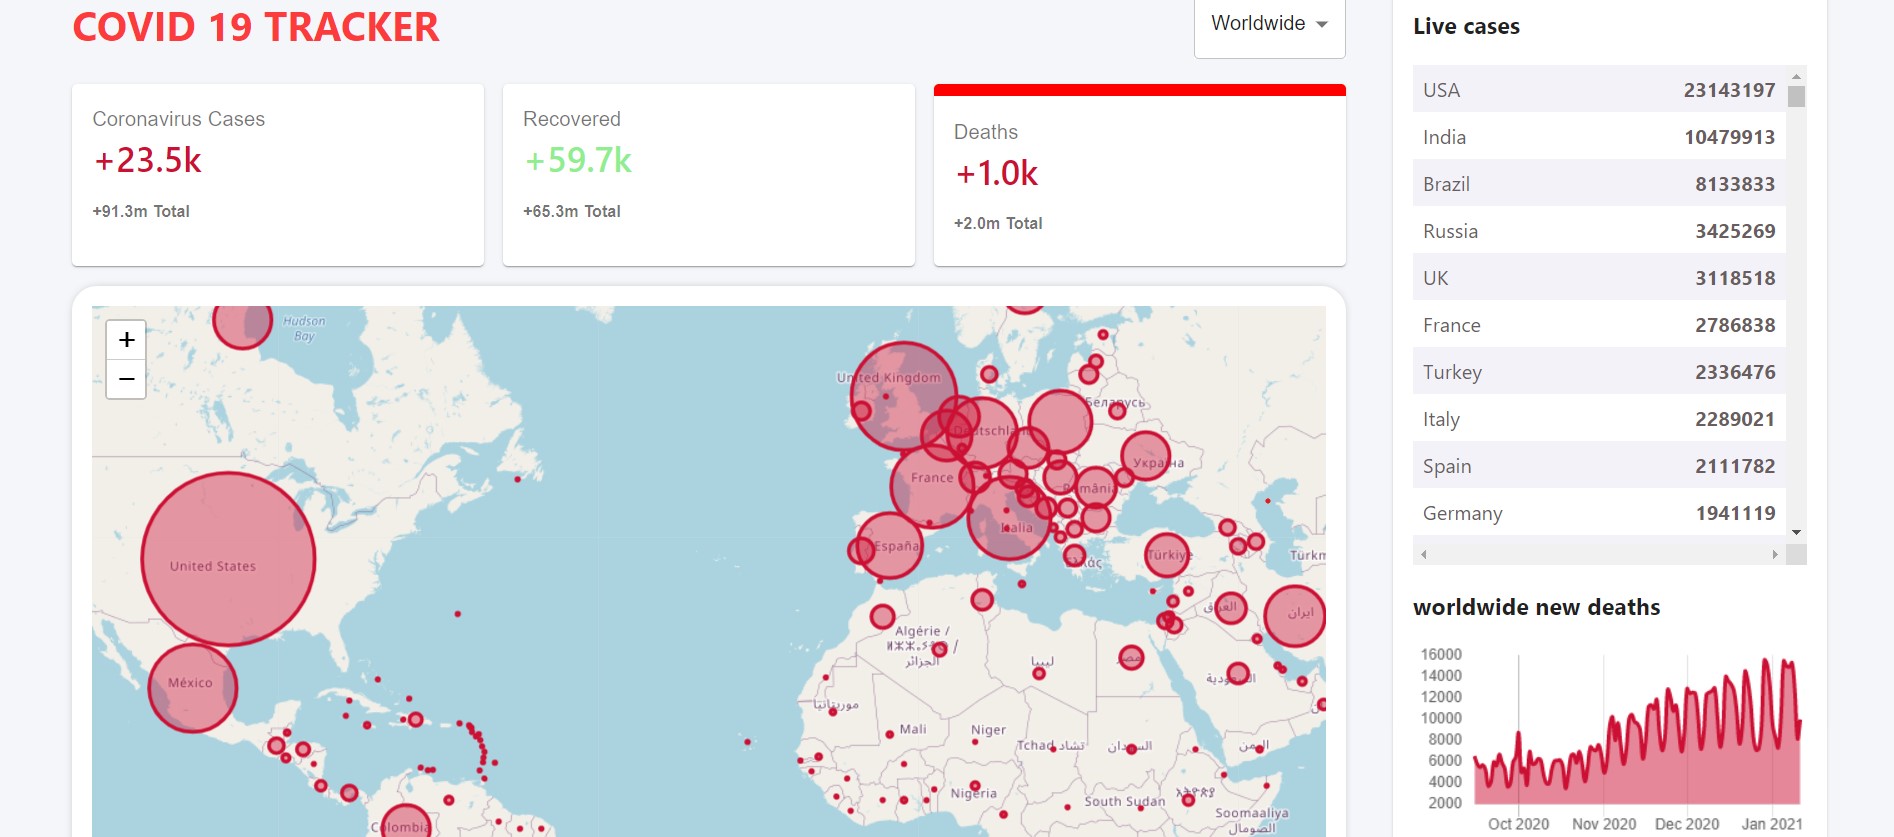 COVID 19 TRACKER
Worldwide
Coronavirus Cases
+23.5k
+91.3m Total
Recovered
+59.7k
+65.3m Total
Deaths
+1.0k
+2.0m Total
+
−
Hudson
Bay
United Kingdom
Беларусь
Deutschland
Україна
France
România
Italia
España
Ελλάς
Türkiye
Türkm
United States
México
Algérie /
ⵍⵣⵣⴰⵢⴻⵔ /
الجزائر
ليبيا
مصر
العراق
ایران
السعودية
موريتانيا
Mali
Niger
Tchad تشاد
السودان
اليمن
Nigeria
South Sudan
Soomaaliya
الصومال
Colombia
Live cases
USA 23143197
India 10479913
Brazil 8133833
Russia 3425269
UK 3118518
France 2786838
Turkey 2336476
Italy 2289021
Spain 2111782
Germany 1941119
worldwide new deaths
16000
14000
12000
10000
8000
6000
4000
2000
Oct 2020 Nov 2020 Dec 2020 Jan 2021